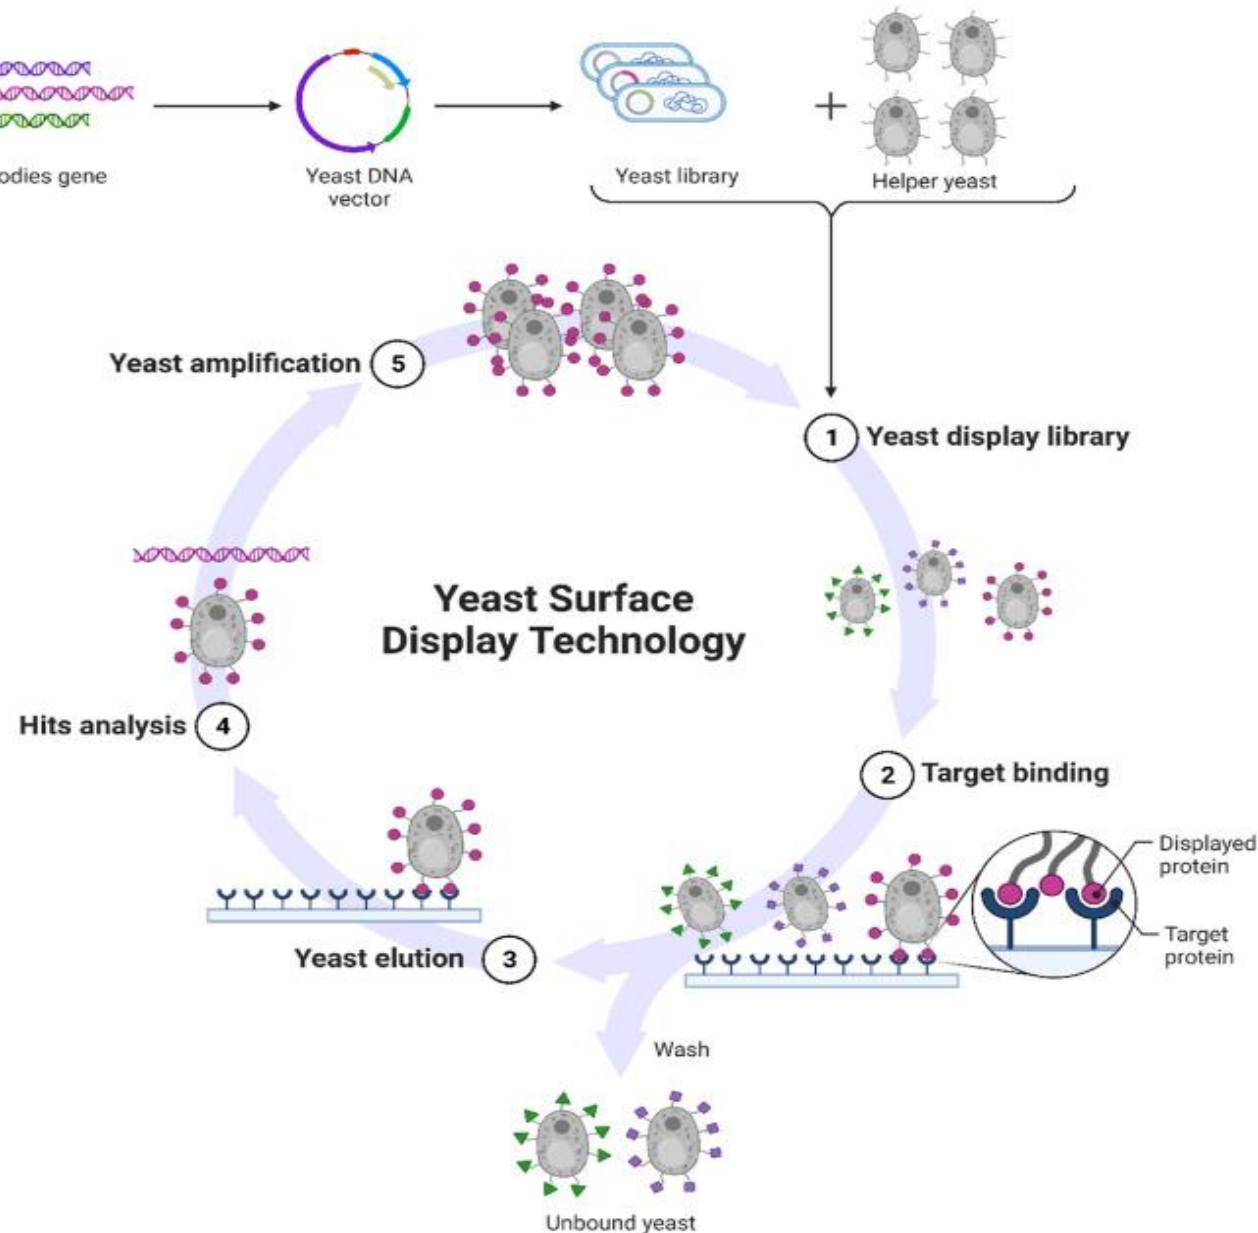 odies gene
Yeast DNA
vector
Yeast library
+
Helper yeast
Yeast amplification
5
1
Yeast display library
Yeast Surface
Display Technology
Hits analysis
4
2
Target binding
Displayed
protein
Target
protein
Yeast elution
3
Wash
Unbound yeast